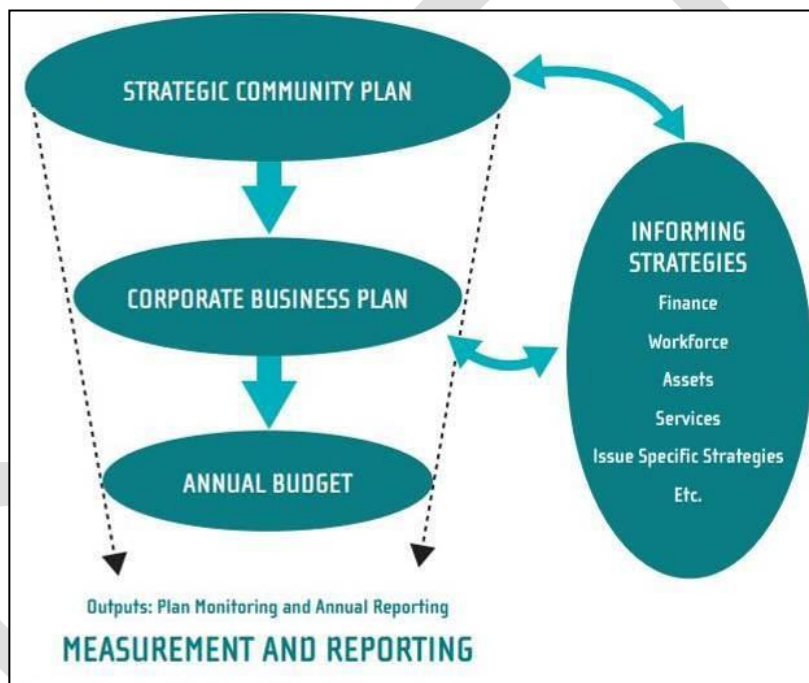 STRATEGIC COMMUNITY PLAN
CORPORATE BUSINESS PLAN
ANNUAL BUDGET
INFORMING
STRATEGIES
Finance
Workforce
Assets
Services
Issue Specific Strategies
Etc.
Outputs: Plan Monitoring and Annual Reporting
MEASUREMENT AND REPORTING